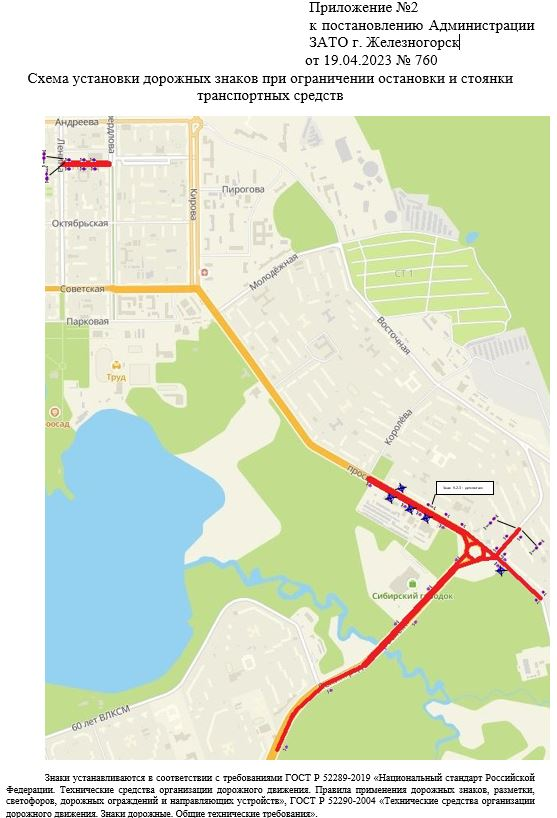 Приложение №2
к постановлению Администрации
ЗАТО г. Железногорск
от 19.04.2023 № 760
Схема установки дорожных знаков при ограничении остановки и стоянки
транспортных средств
Андреева
Пирогова
Кирова
Октябрьская
Молодёжная
СТ 1
Советская
Парковая
Восточная
Труд
Королёва
Сибирский городок
60 лет ВЛКСМ
Знаки устанавливаются в соответствии с требованиями ГОСТ Р 52289-2019 «Национальный стандарт Российской
Федерации. Технические средства организации дорожного движения. Правила применения дорожных знаков, разметки,
светофоров, дорожных ограждений и направляющих устройств», ГОСТ Р 52290-2004 «Технические средства организации
дорожного движения. Знаки дорожные. Общие технические требования».